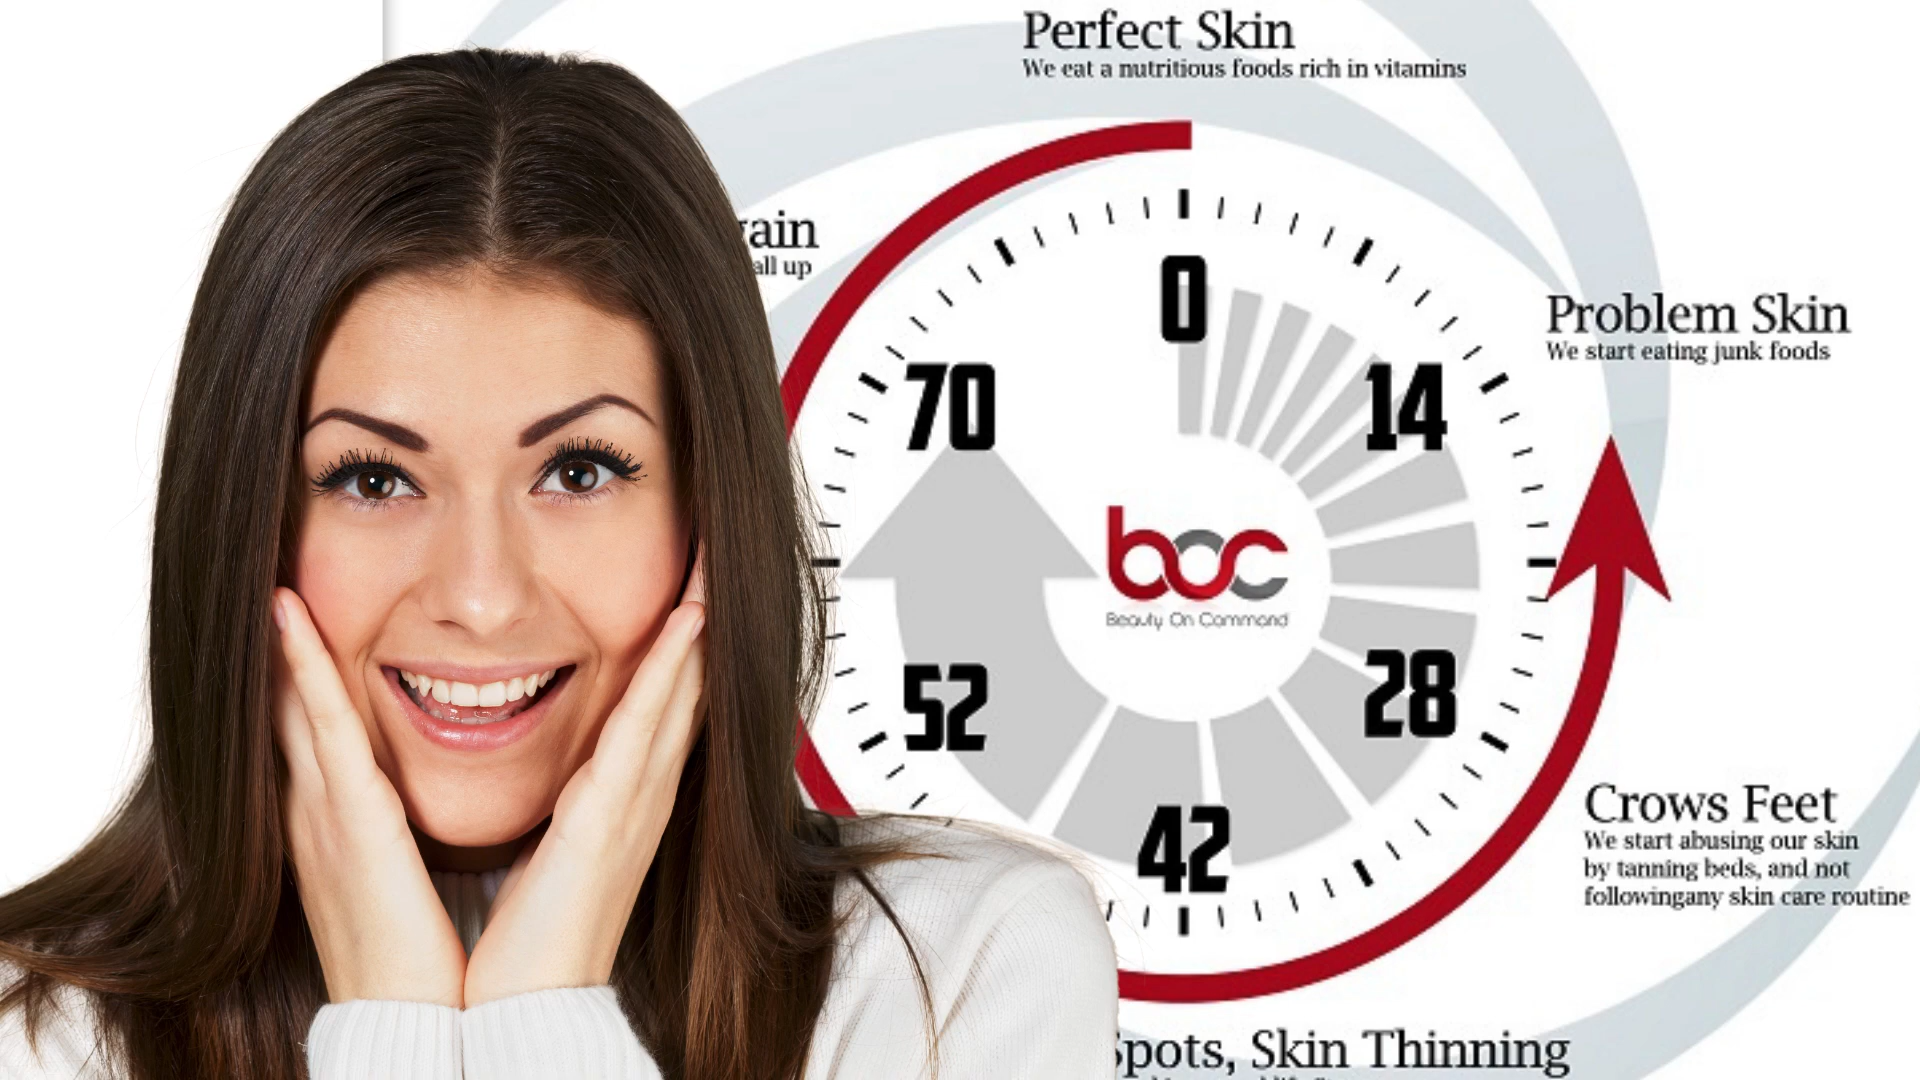 Perfect Skin
We eat a nutritious foods rich in vitamins
all up
0
70
14
Problem Skin
We start eating junk foods
boc
Beauty On Command
52
28
42
Crows Feet
We start abusing our skin
by tanning beds, and not
followingany skin care routine
Spots, Skin Thinning